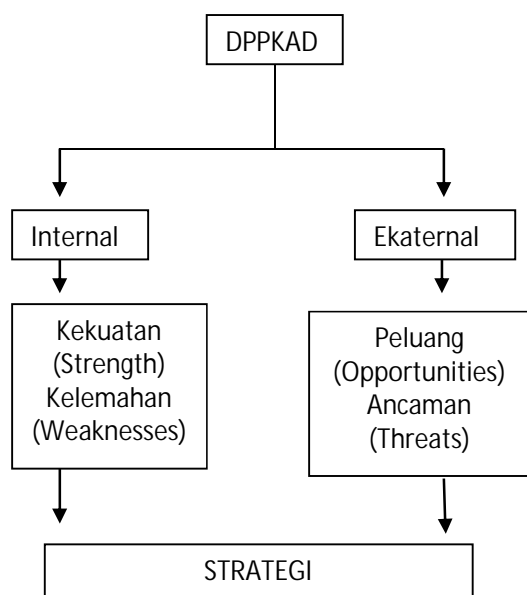 DPPKAD
Internal
Ekaternal
Kekuatan
(Strength)
Kelemahan
(Weaknesses)
Peluang
(Opportunities)
Ancaman
(Threats)
STRATEGI